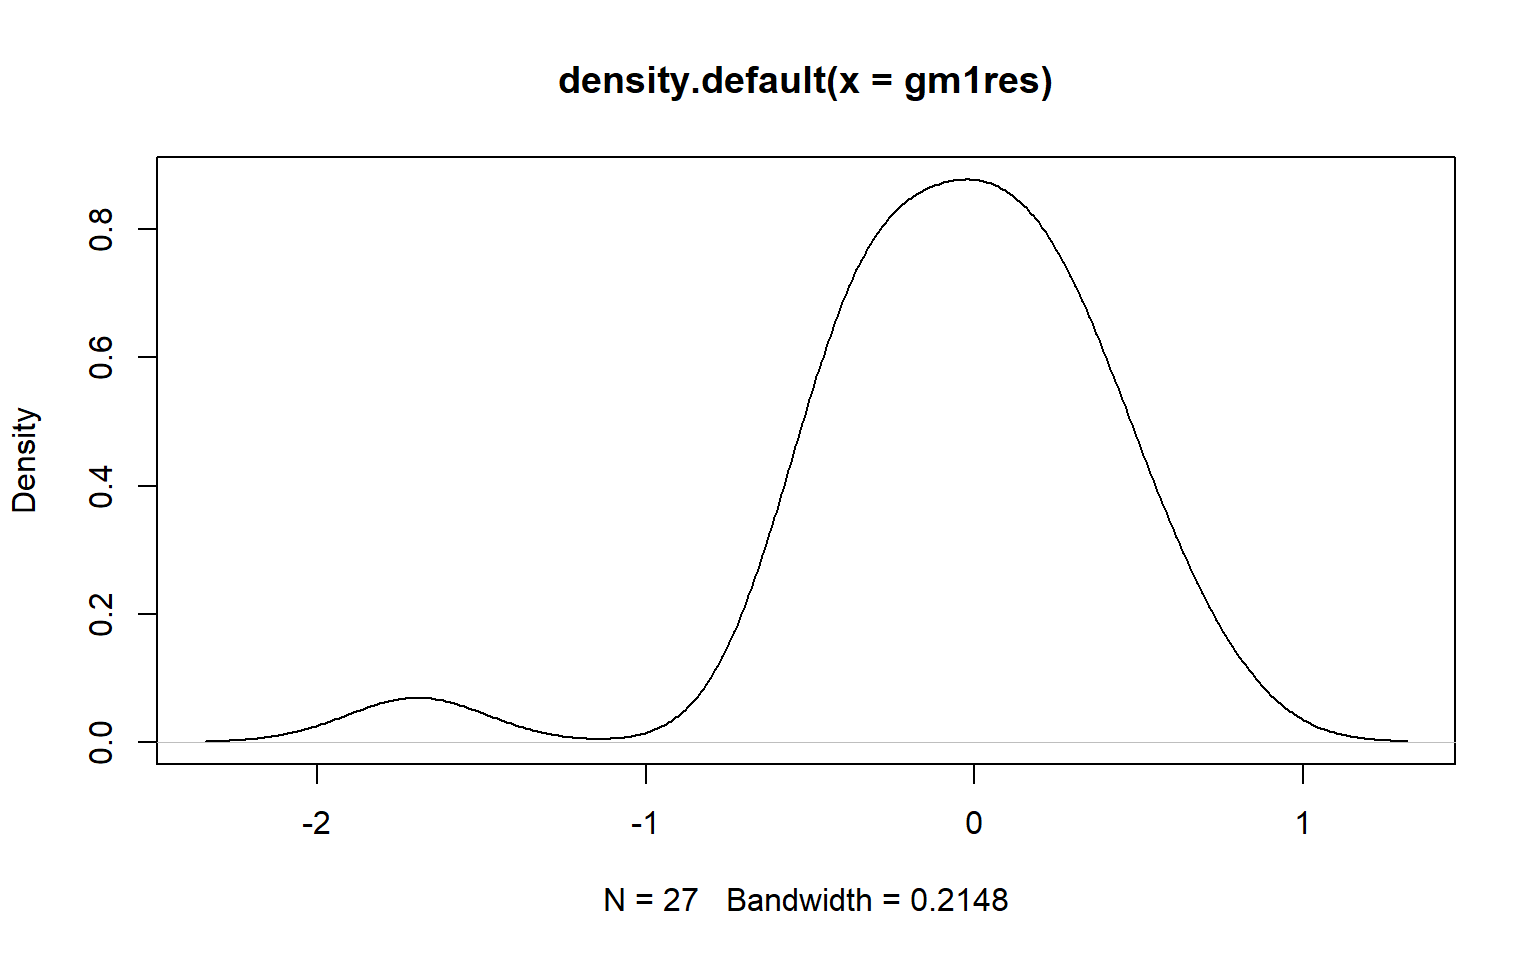 density.default(x = gm1res)
Density
0.8
0.6
0.4
0.2
0.0
-2 -1 0 1
N = 27 Bandwidth = 0.2148